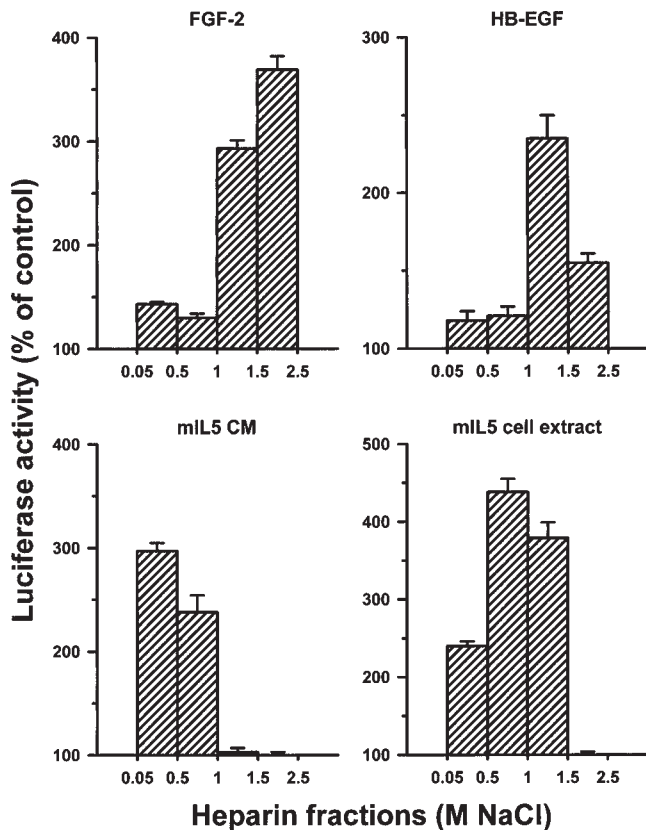 FGF-2
HB-EGF
400
300
200
100
0.05 0.5 1 1.5 2.5
300
200
100
0.05 0.5 1 1.5 2.5
Luciferase activity (% of control)
mIL5 CM
mIL5 cell extract
400
300
200
100
0.05 0.5 1 1.5 2.5
500
400
300
200
100
0.05 0.5 1 1.5 2.5
Heparin fractions (M NaCl)